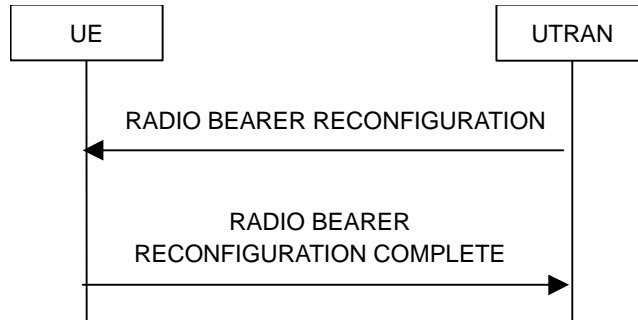 UE
UTRAN
RADIO BEARER RECONFIGURATION
RADIO BEARER
RECONFIGURATION COMPLETE